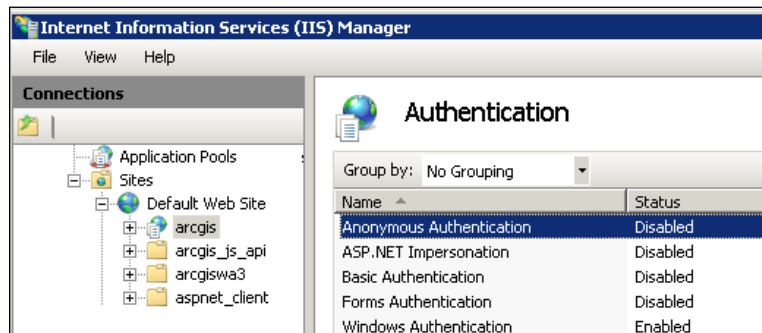 Internet Information Services (IIS) Manager
File View Help
Connections
Authentication
Application Pools
Sites
Default Web Site
arcgis
arcgis_js_api
arcgiswa3
aspnet_client
Group by: No Grouping
Name Status
Anonymous Authentication Disabled
ASP.NET Impersonation Disabled
Basic Authentication Disabled
Forms Authentication Disabled
Windows Authentication Enabled